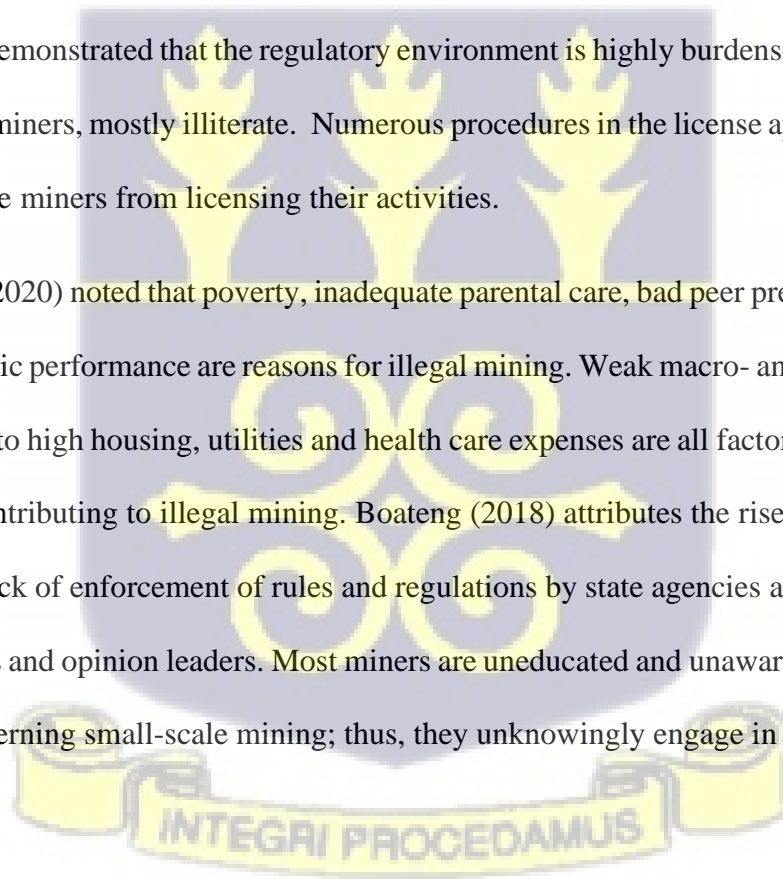 emonstrated that the regulatory environment is highly burdens
miners, mostly illiterate. Numerous procedures in the license a
e miners from licensing their activities.
2020) noted that poverty, inadequate parental care, bad peer pre
ic performance are reasons for illegal mining. Weak macro- an
to high housing, utilities and health care expenses are all factor
ntributing to illegal mining. Boateng (2018) attributes the rise
ck of enforcement of rules and regulations by state agencies a
s and opinion leaders. Most miners are uneducated and unawar
erning small-scale mining; thus, they unknowingly engage in
INTEGRI PROCEDAMUS